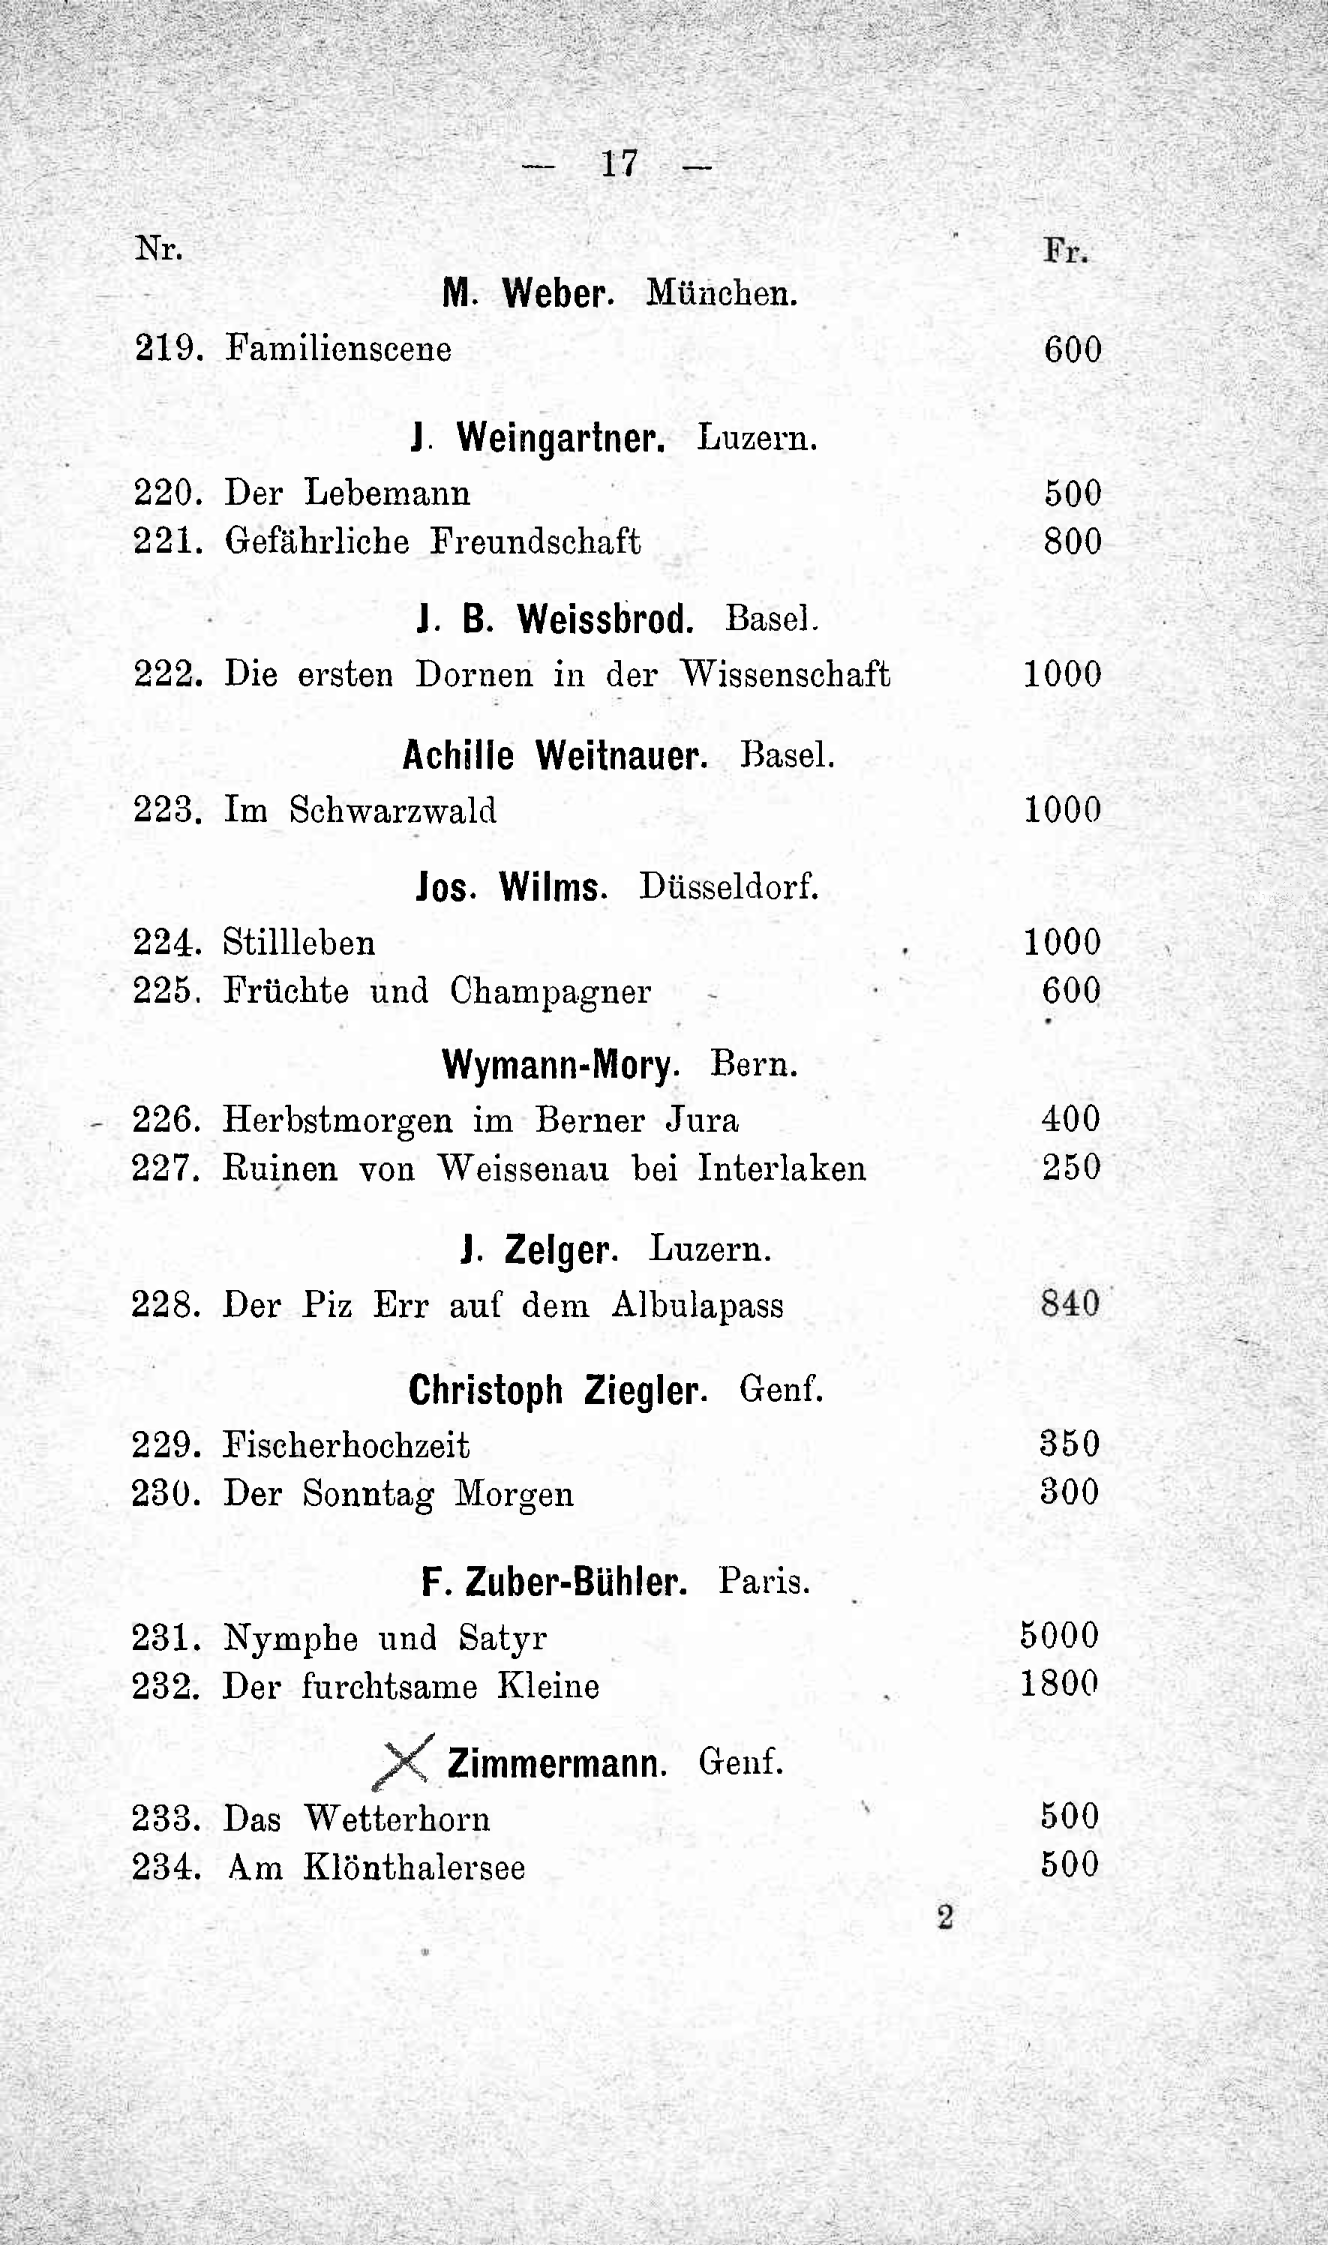 — 17 —
Nr. Fr.
M. Weber. München.
219. Familienscene 600
J. Weingartner. Luzern.
220. Der Lebemann 500
221. Gefährliche Freundschaft 800
J. B. Weissbrod. Basel.
222. Die ersten Dornen in der Wissenschaft 1000
Achille Weitnauer. Basel.
223. Im Schwarzwald 1000
Jos. Wilms. Düsseldorf.
224. Stillleben 1000
225. Früchte und Champagner 600
Wymann-Mory. Bern.
226. Herbstmorgen im Berner Jura 400
227. Ruinen von Weissenau bei Interlaken 250
J. Zelger. Luzern.
228. Der Piz Err auf dem Albulapass 840
Christoph Ziegler. Genf.
229. Fischerhochzeit 350
230. Der Sonntag Morgen 300
F. Zuber-Bühler. Paris.
231. Nymphe und Satyr 5000
232. Der furchtsame Kleine 1800
Zimmermann. Genf.
233. Das Wetterhorn 500
234. Am Klönthalersee 500
2